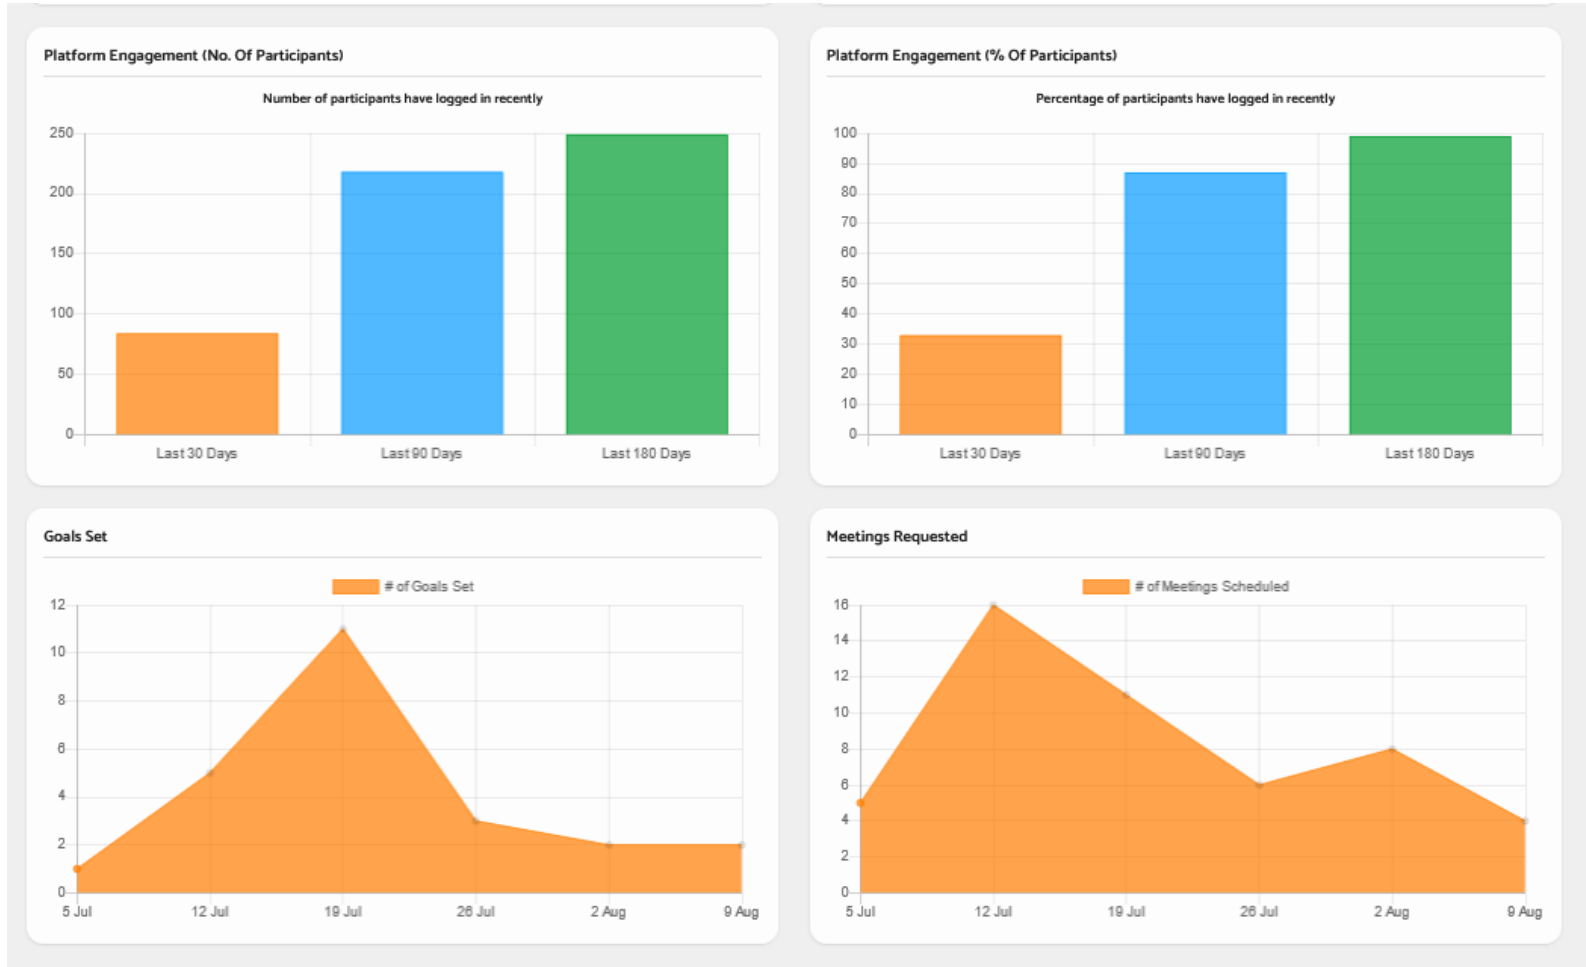 Platform Engagement (No. Of Participants)
Number of participants have logged in recently
250
200
150
100
50
0
Last 30 Days
Last 90 Days
Last 180 Days
Platform Engagement (% Of Participants)
Percentage of participants have logged in recently
100
90
80
70
60
50
40
30
20
10
0
Last 30 Days
Last 90 Days
Last 180 Days
Goals Set
# of Goals Set
12
10
8
6
4
2
0
5 Jul
12 Jul
19 Jul
26 Jul
2 Aug
9 Aug
Meetings Requested
# of Meetings Scheduled
16
14
12
10
8
6
4
2
0
5 Jul
12 Jul
19 Jul
26 Jul
2 Aug
9 Aug